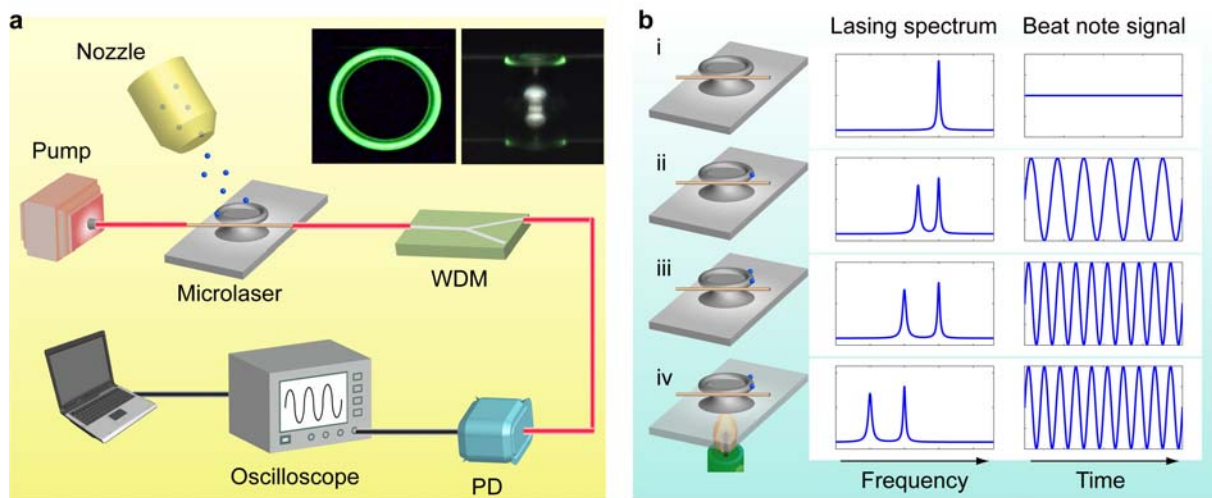 a
Nozzle
Pump
Microlaser
WDM
Oscilloscope
PD
b
Lasing spectrum
Beat note signal
i
ii
iii
iv
Frequency
Time